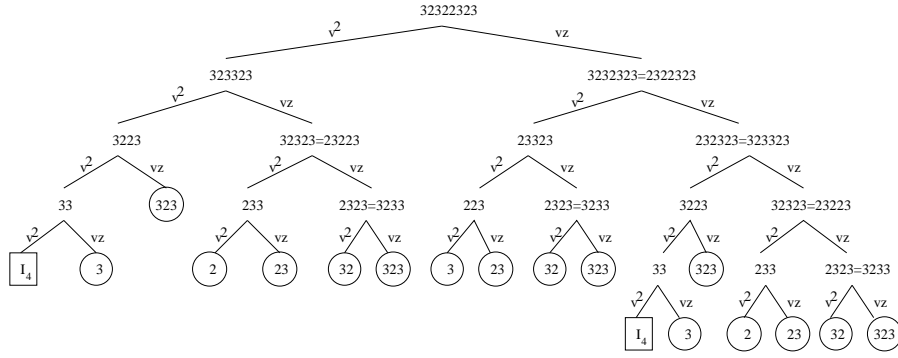 32322323
v² vz
323323 3232323=2322323
v² vz v² vz
3223 32323=23223 23323 232323=323323
v² vz v² vz v² vz v² vz
33 323 233 2323=3233 223 2323=3233 3223 32323=23223
v² vz v² vz v² vz v² vz v² vz v² vz v² vz
I₄ 3 2 23 32 323 3 23 32 323 33 323 233 2323=3233
v² vz v² vz v² vz
I₄ 3 2 23 32 323